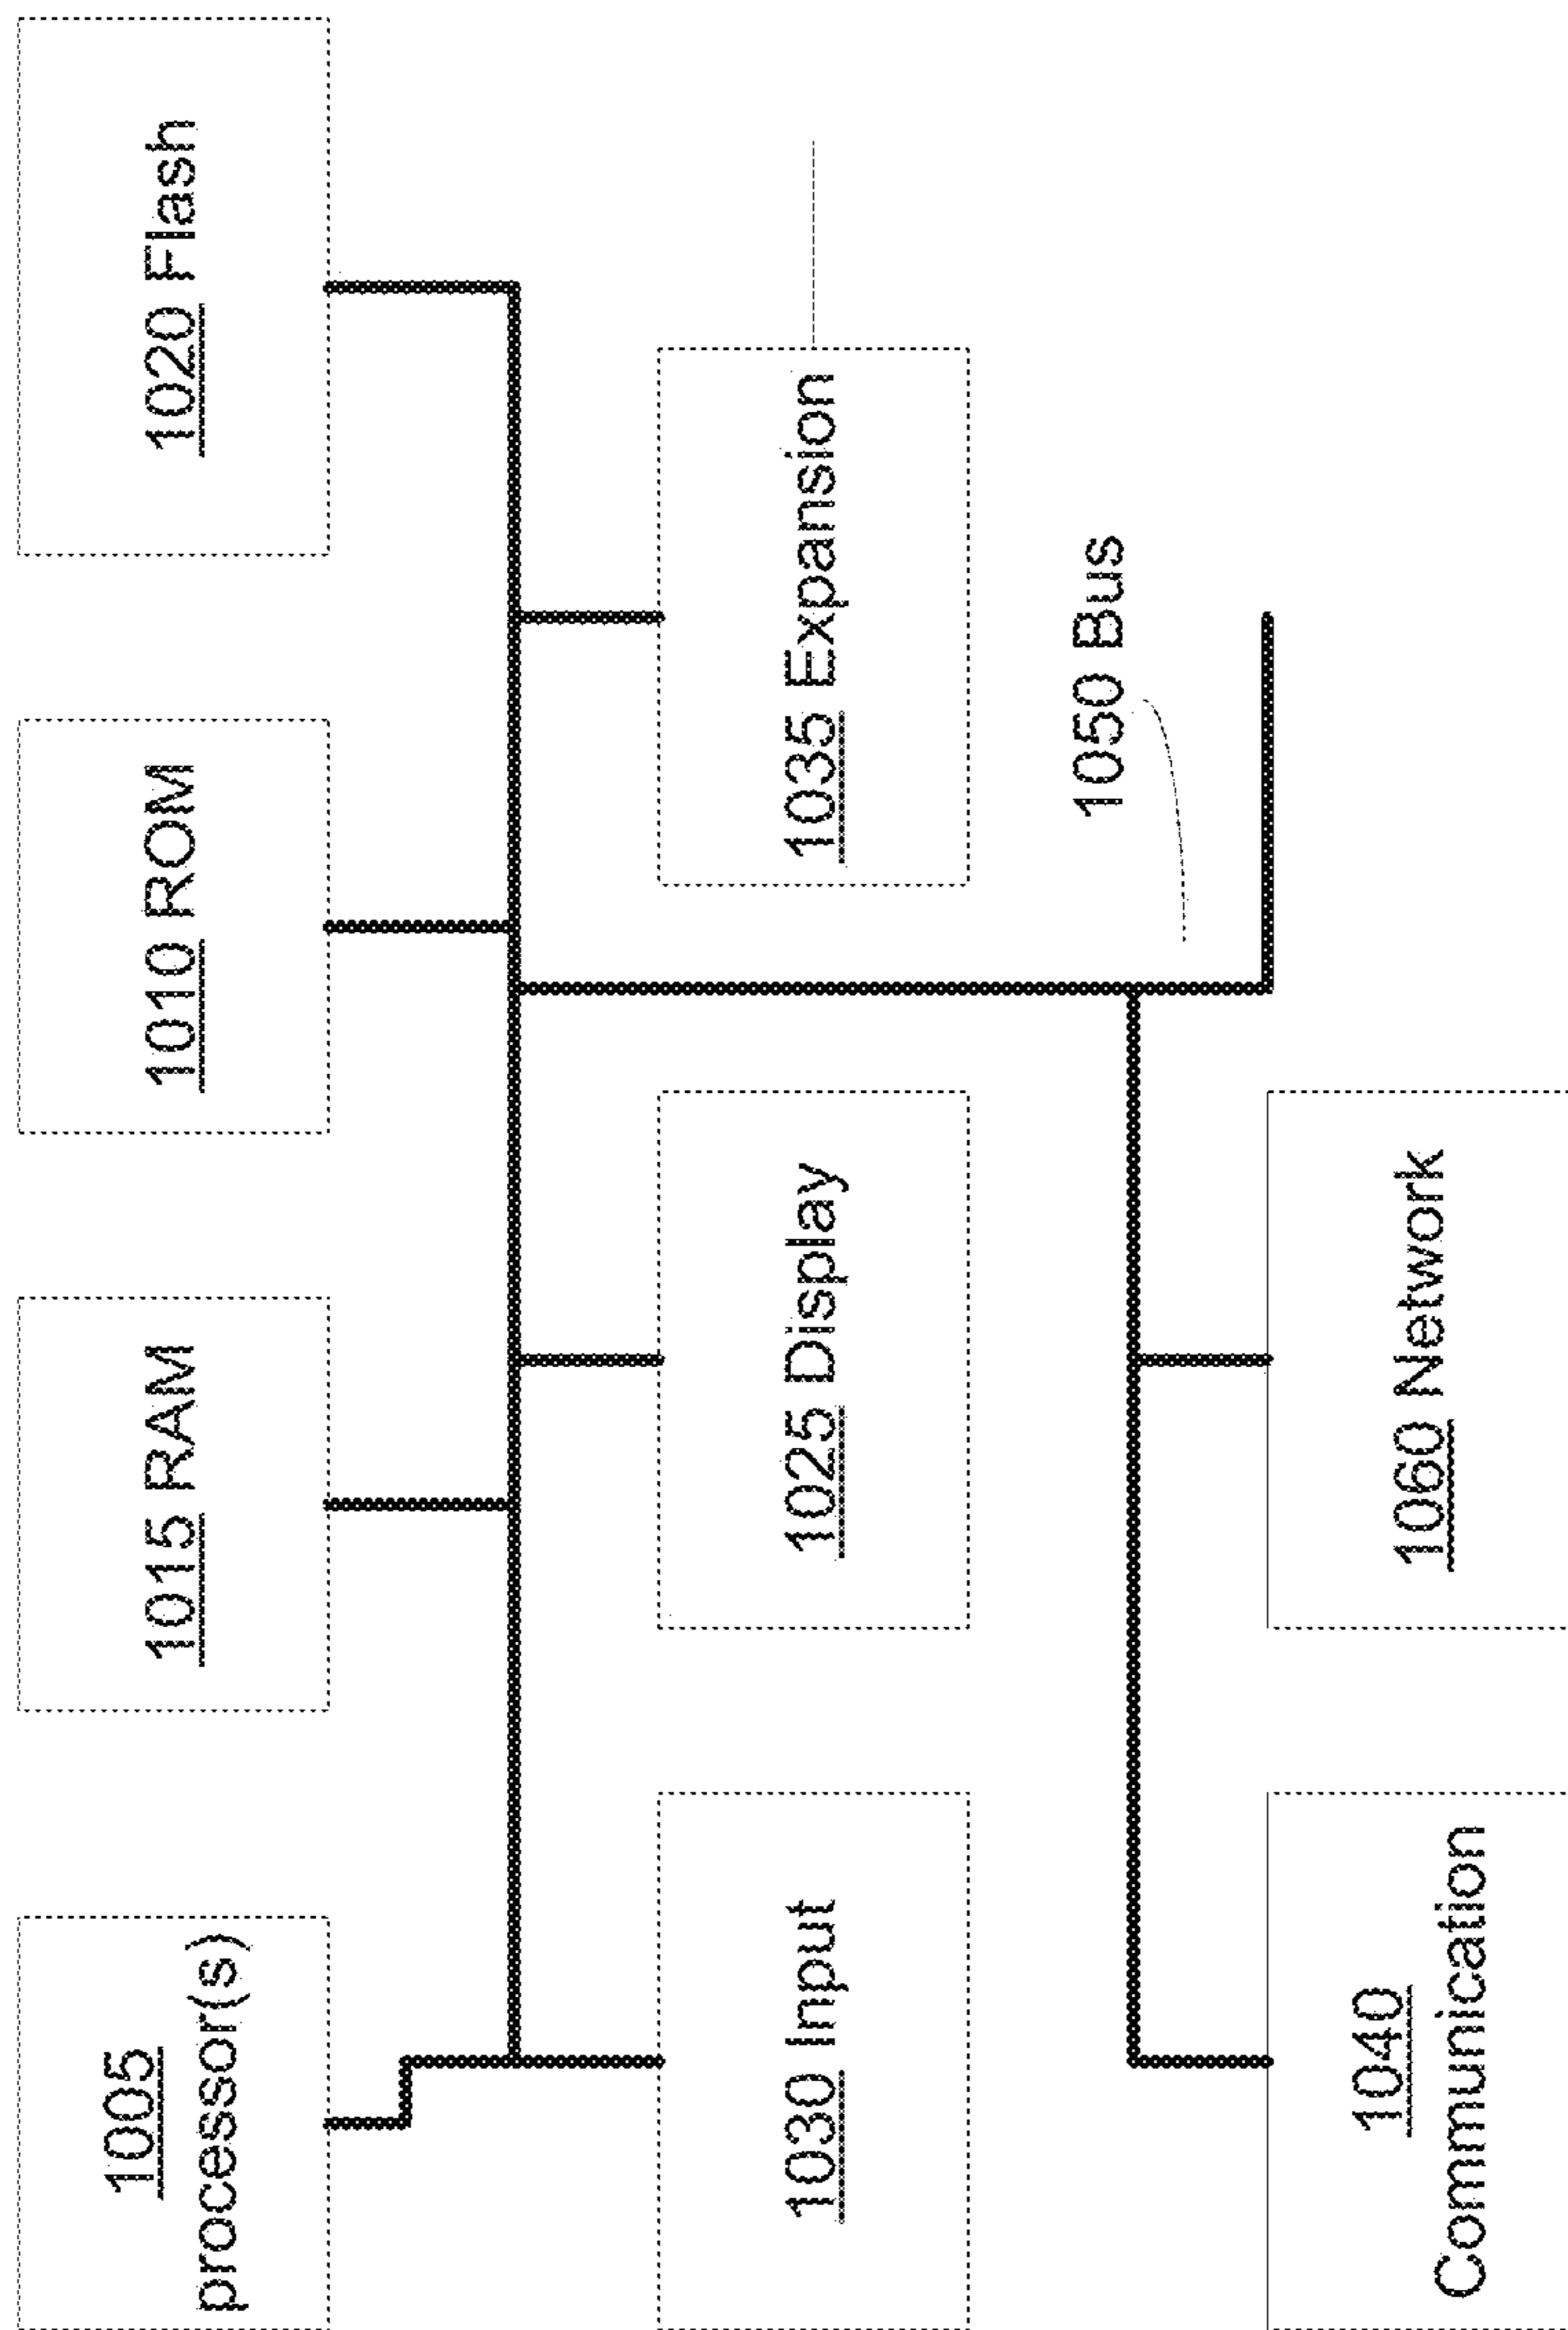 1005
processor(s)
1015 RAM
1010 ROM
1020 Flash
1030 Input
1025 Display
1035 Expansion
1050 Bus
1040
Communication
1060 Network